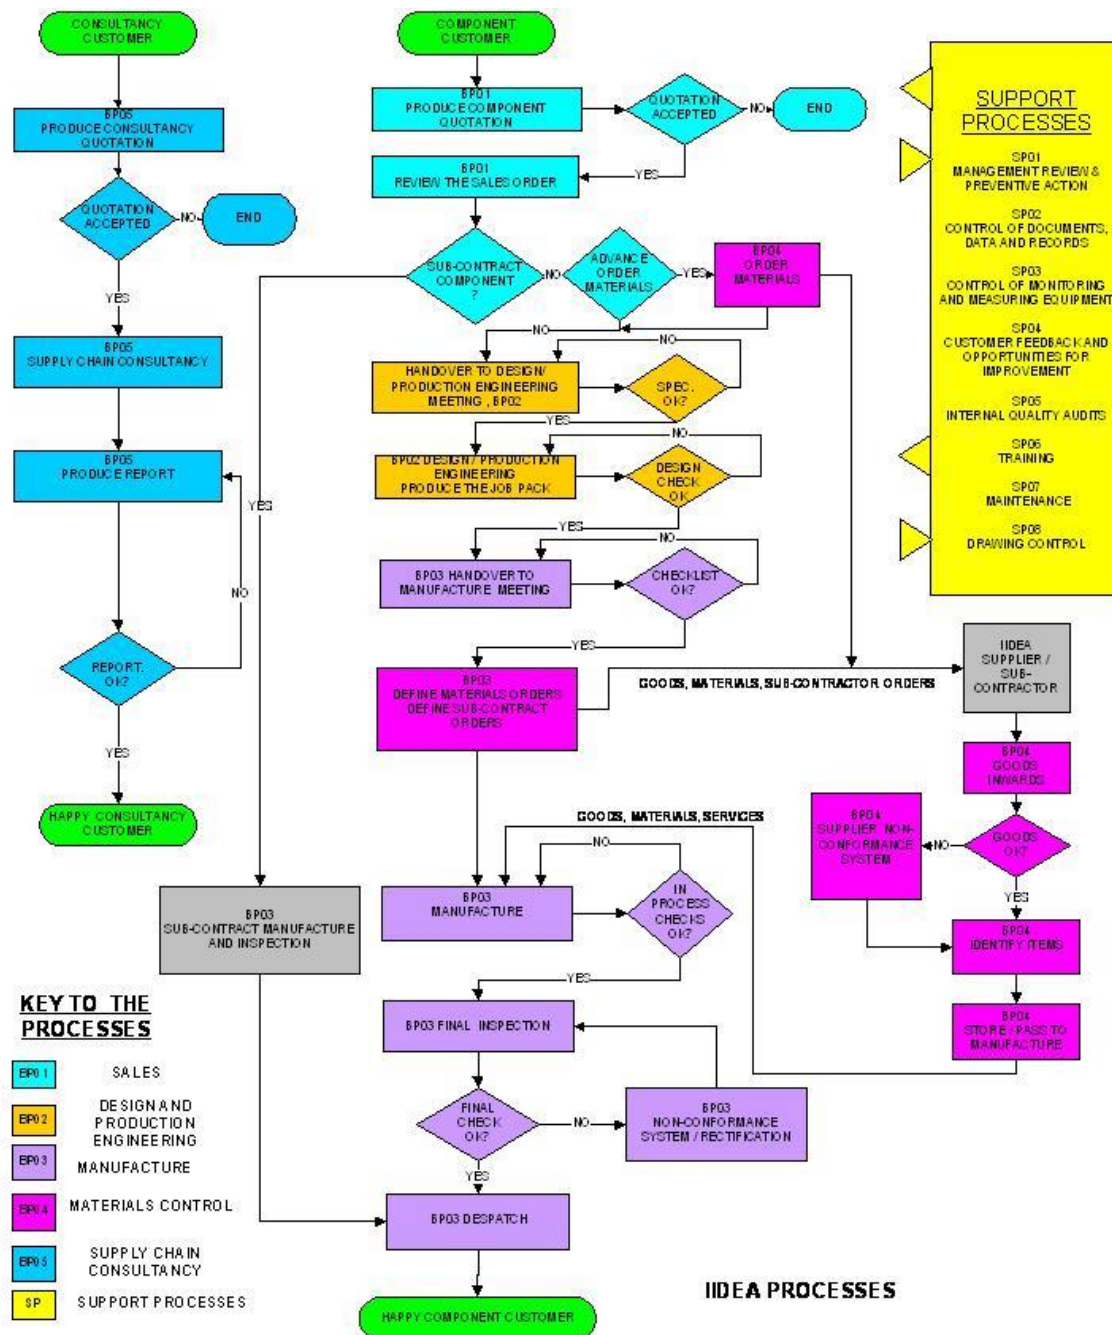 CONSULTANCY
CUSTOMER
COMPONENT
CUSTOMER
BP05
PRODUCE CONSULTANCY
QUOTATION
QUOTATION
ACCEPTED
NO
END
YES
BP05
SUPPLY CHAIN CONSULTANCY
BP05
PRODUCE REPORT
NO
REPORT.
OK?
YES
HAPPY CONSULTANCY
CUSTOMER
BP01
PRODUCE COMPONENT
QUOTATION
QUOTATION
ACCEPTED
NO
END
YES
BP01
REVIEW THE SALES ORDER
SUB-CONTRACT
COMPONENT
?
NO
ADVANCE
ORDER
MATERIALS
YES
BP04
ORDER
MATERIALS
NO
YES
HANDOVER TO DESIGN/
PRODUCTION ENGINEERING
MEETING , BP02
SPEC.
OK?
NO
YES
BP02 DESIGN / PRODUCTION
ENGINEERING
PRODUCE THE JOB PACK
DESIGN
CHECK
OK
NO
YES
BP03 HANDOVER TO
MANUFACTURE MEETING
CHECKLIST
OK?
NO
YES
BP03
DEFINE MATERIALS ORDERS
DEFINE SUB-CONTRACT
ORDERS
GOODS, MATERIALS, SUB-CONTRACTOR ORDERS
IIDEA
SUPPLIER /
SUB-
CONTRACTOR
BP04
GOODS
INWARDS
GOODS
OK?
NO
BP04
SUPPLIER NON-
CONFORMANCE
SYSTEM
YES
BP04
IDENTIFY ITEMS
BP04
STORE / PASS TO
MANUFACTURE
GOODS, MATERIALS, SERVICES
BP03
MANUFACTURE
IN
PROCESS
CHECKS
OK?
NO
YES
BP03
SUB-CONTRACT MANUFACTURE
AND INSPECTION
BP03 FINAL INSPECTION
FINAL
CHECK
OK?
NO
BP03
NON-CONFORMANCE
SYSTEM / RECTIFICATION
YES
BP03 DESPATCH
HAPPY COMPONENT CUSTOMER
SUPPORT
PROCESSES
SP01
MANAGEMENT REVIEW &
PREVENTIVE ACTION
SP02
CONTROL OF DOCUMENTS,
DATA AND RECORDS
SP03
CONTROL OF MONITORING
AND MEASURING EQUIPMENT
SP04
CUSTOMER FEEDBACK AND
OPPORTUNITIES FOR
IMPROVEMENT
SP05
INTERNAL QUALITY AUDITS
SP06
TRAINING
SP07
MAINTENANCE
SP08
DRAWING CONTROL
KEY TO THE
PROCESSES
BP01 SALES
BP02 DESIGN AND
PRODUCTION
ENGINEERING
BP03 MANUFACTURE
BP04 MATERIALS CONTROL
BP05 SUPPLY CHAIN
CONSULTANCY
SP SUPPORT PROCESSES
IIDEA PROCESSES